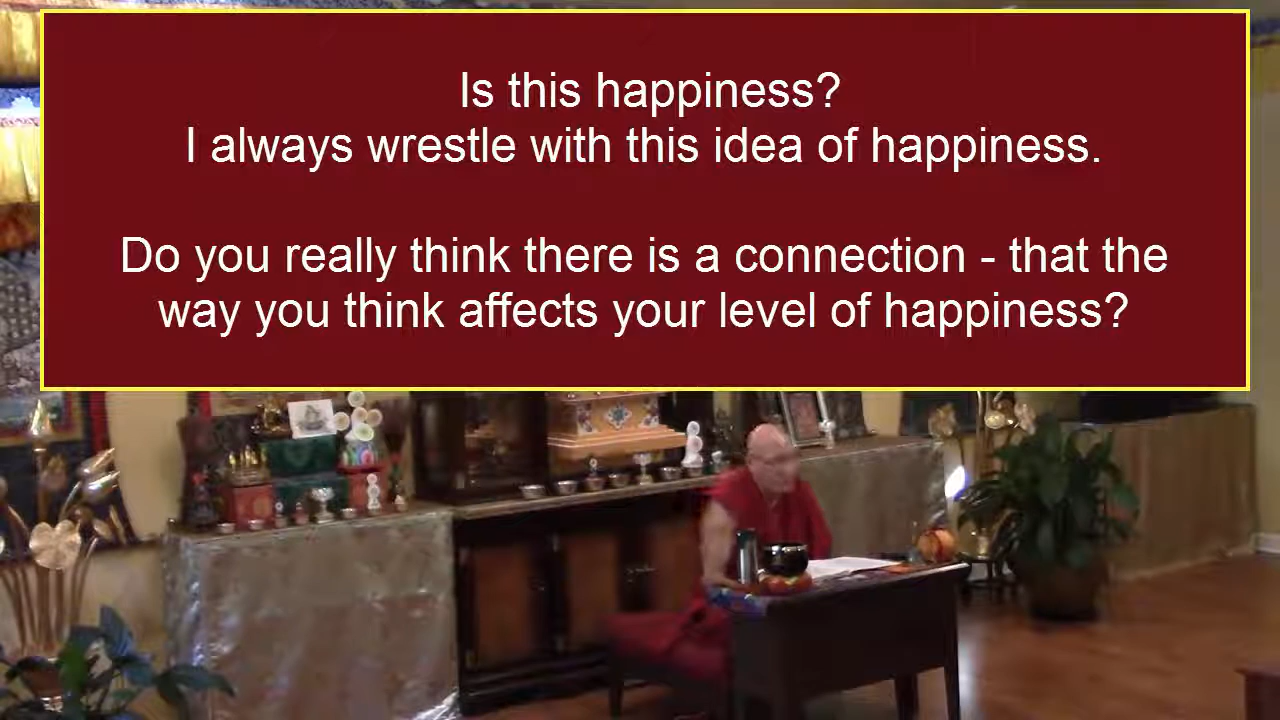 Is this happiness?
I always wrestle with this idea of happiness.
Do you really think there is a connection - that the
way you think affects your level of happiness?